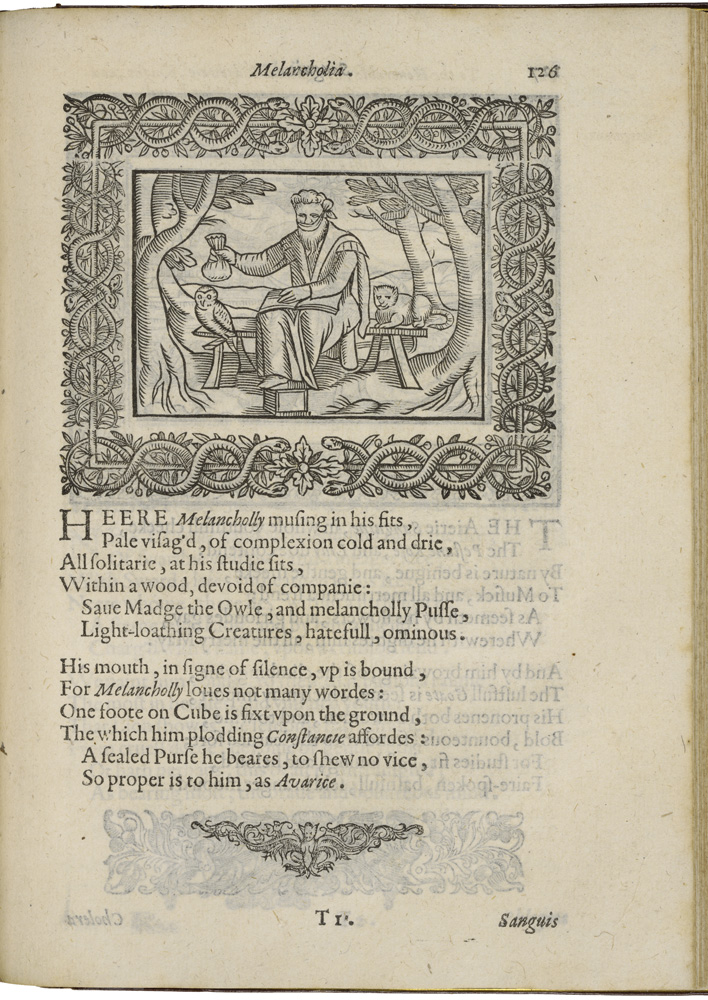 Melancholia.
126
HEERE Melancholly muſing in his fits,
Pale viſag'd, of complexion cold and drie,
All ſolitarie, at his ſtudie ſits,
Within a wood, devoid of companie:
Saue Madge the Owle, and melancholly Puſſe,
Light-loathing Creatures, hatefull, ominous.
His mouth, in ſigne of ſilence, vp is bound,
For Melancholly loues not many wordes:
One foote on Cube is fixt vpon the ground,
The which him plodding Conſtancie affordes:
A ſealed Purſe he beares, to ſhew no vice,
So proper is to him, as Avarice.
T 1.
Sanguis